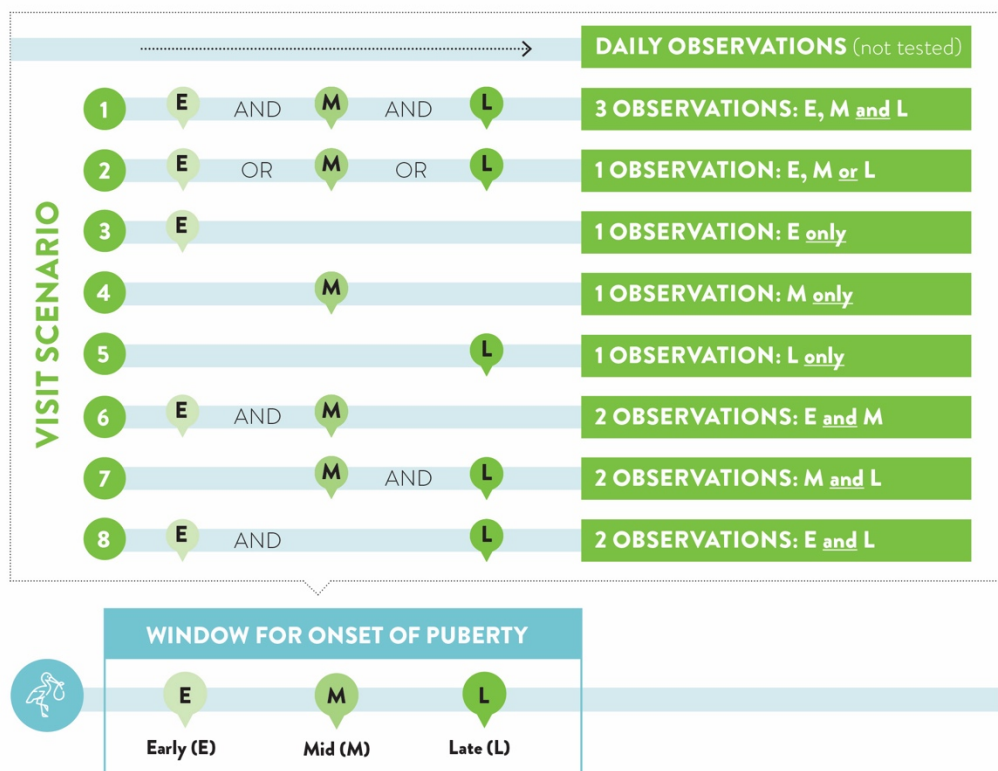 DAILY OBSERVATIONS (not tested)
VISIT SCENARIO
1 E AND M AND L 3 OBSERVATIONS: E, M and L
2 E OR M OR L 1 OBSERVATION: E, M or L
3 E 1 OBSERVATION: E only
4 M 1 OBSERVATION: M only
5 L 1 OBSERVATION: L only
6 E AND M 2 OBSERVATIONS: E and M
7 M AND L 2 OBSERVATIONS: M and L
8 E AND L 2 OBSERVATIONS: E and L
WINDOW FOR ONSET OF PUBERTY
E M L
Early (E) Mid (M) Late (L)